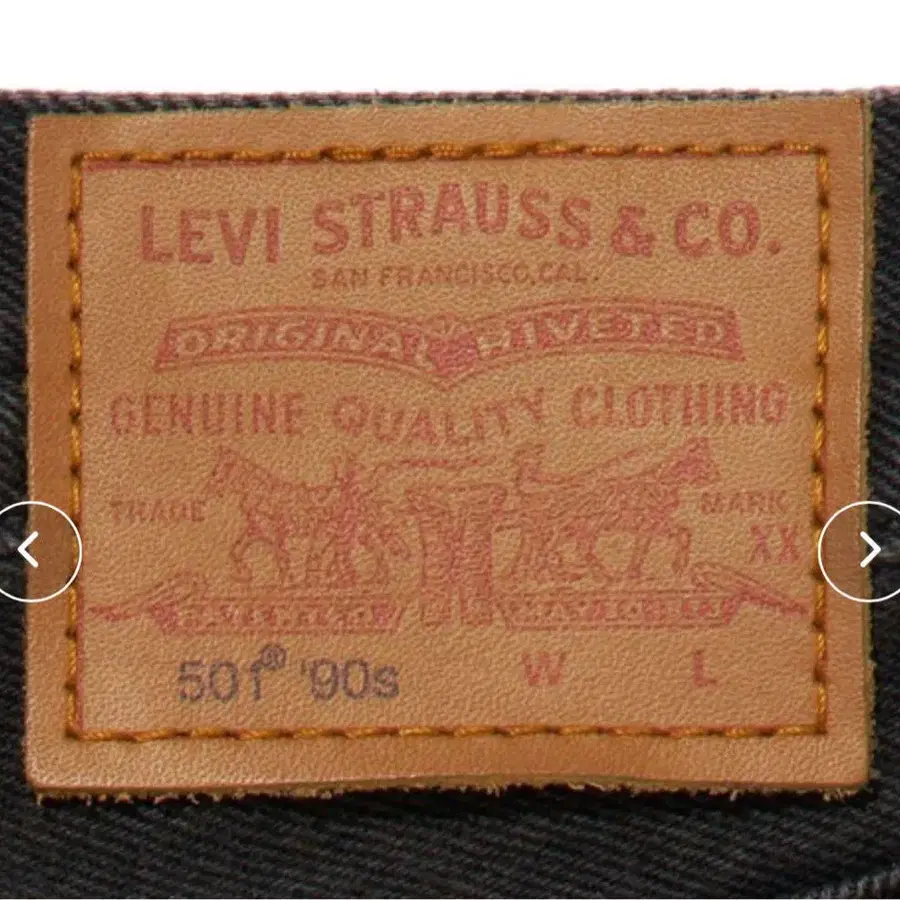 LEVI STRAUSS & CO.
SAN FRANCISCO, CAL.
ORIGINAL RIVETED
GENUINE QUALITY CLOTHING
TRADE MARK
XX
501® '90s W L